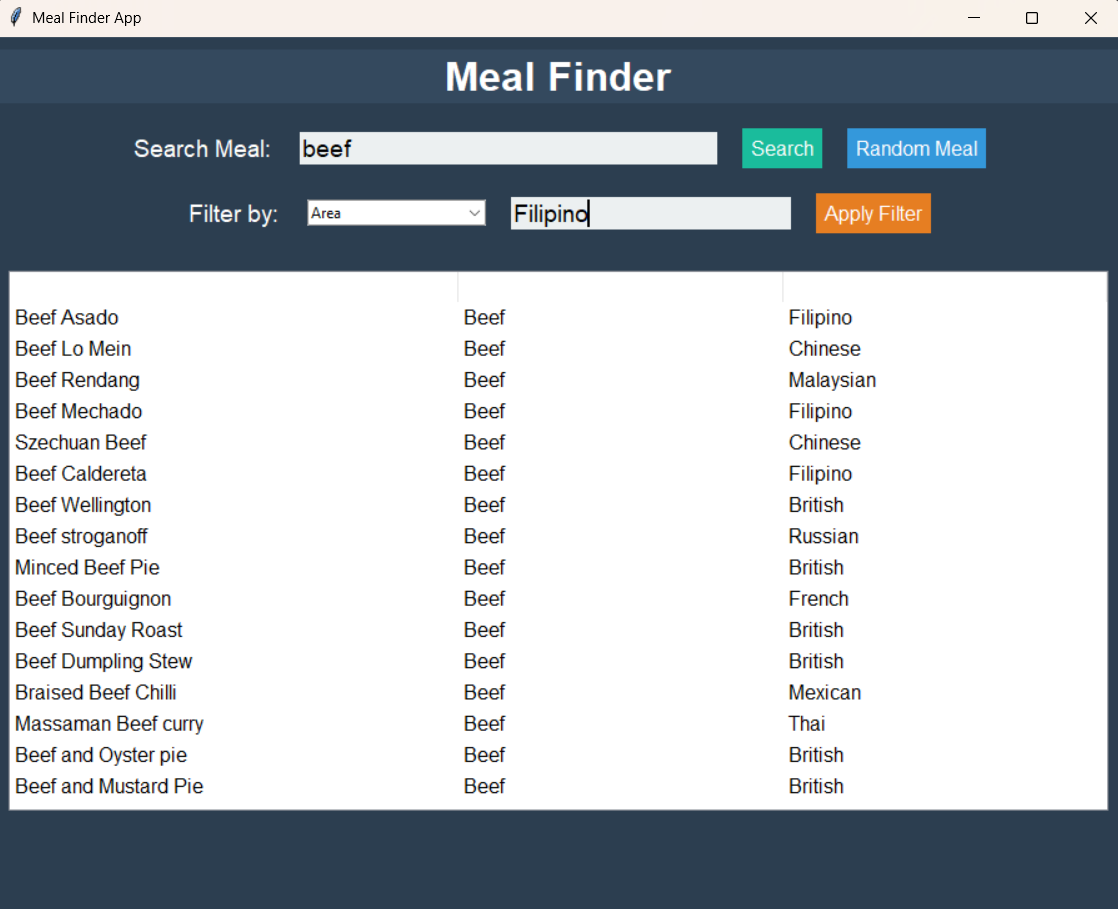 Meal Finder App
Meal Finder
Search Meal: beef Search Random Meal
Filter by: Area Filipino Apply Filter
Beef Asado Beef Filipino
Beef Lo Mein Beef Chinese
Beef Rendang Beef Malaysian
Beef Mechado Beef Filipino
Szechuan Beef Beef Chinese
Beef Caldereta Beef Filipino
Beef Wellington Beef British
Beef stroganoff Beef Russian
Minced Beef Pie Beef British
Beef Bourguignon Beef French
Beef Sunday Roast Beef British
Beef Dumpling Stew Beef British
Braised Beef Chilli Beef Mexican
Massaman Beef curry Beef Thai
Beef and Oyster pie Beef British
Beef and Mustard Pie Beef British